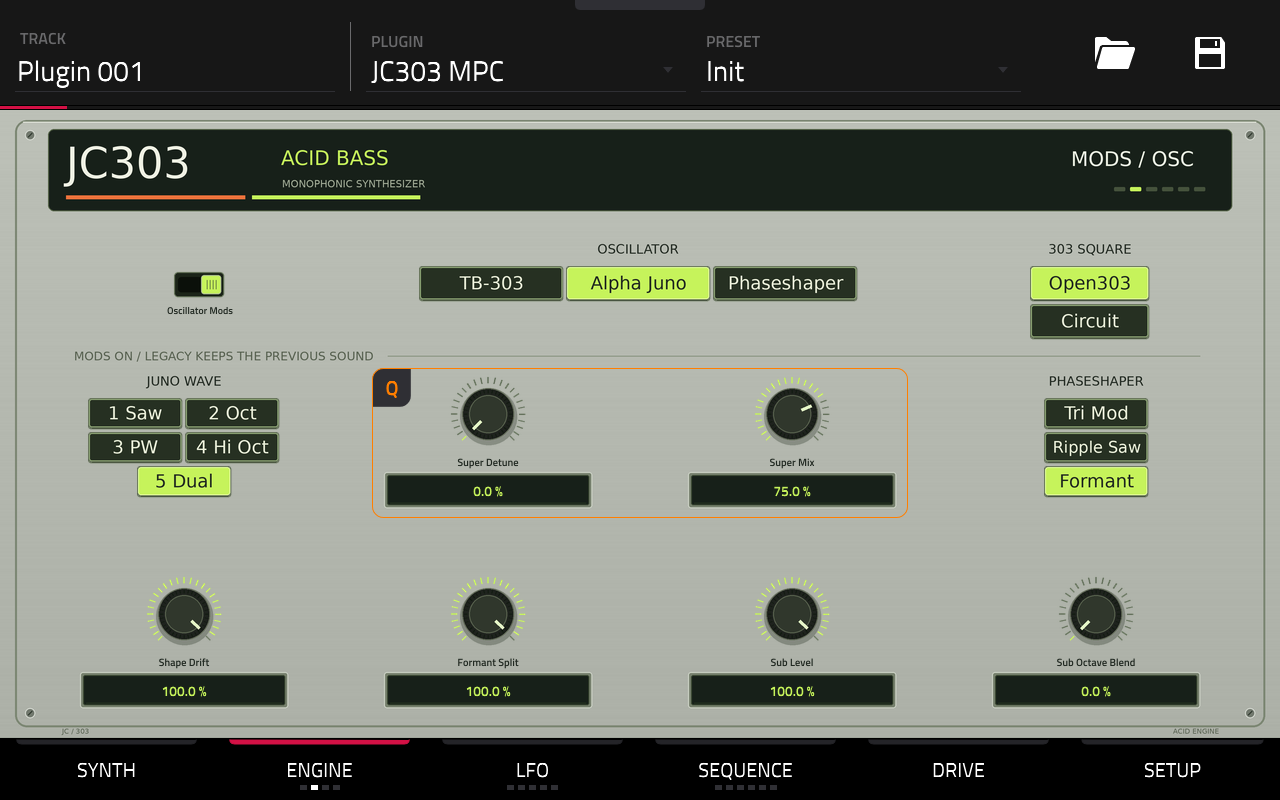 TRACK
Plugin 001
PLUGIN
JC303 MPC
PRESET
Init
JC303
ACID BASS
MONOPHONIC SYNTHESIZER
MODS / OSC
OSCILLATOR
303 SQUARE
Oscillator Mods
TB-303
Alpha Juno
Phaseshaper
Open303
Circuit
MODS ON / LEGACY KEEPS THE PREVIOUS SOUND
JUNO WAVE
1 Saw
2 Oct
3 PW
4 Hi Oct
5 Dual
Q
Super Detune
0.0 %
Super Mix
75.0 %
PHASESHAPER
Tri Mod
Ripple Saw
Formant
Shape Drift
100.0 %
Formant Split
100.0 %
Sub Level
100.0 %
Sub Octave Blend
0.0 %
JC / 303
ACID ENGINE
SYNTH
ENGINE
LFO
SEQUENCE
DRIVE
SETUP